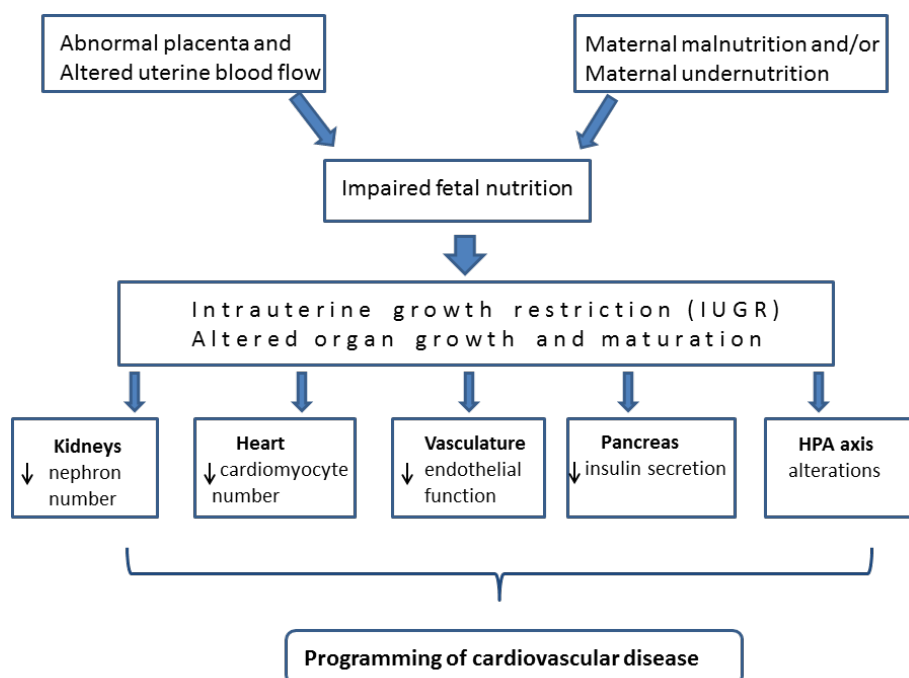 Abnormal placenta and
Altered uterine blood flow
Maternal malnutrition and/or
Maternal undernutrition
Impaired fetal nutrition
Intrauterine growth restriction (IUGR)
Altered organ growth and maturation
Kidneys
↓ nephron
number
Heart
↓ cardiomyocyte
number
Vasculature
↓ endothelial
function
Pancreas
↓ insulin secretion
HPA axis
alterations
Programming of cardiovascular disease